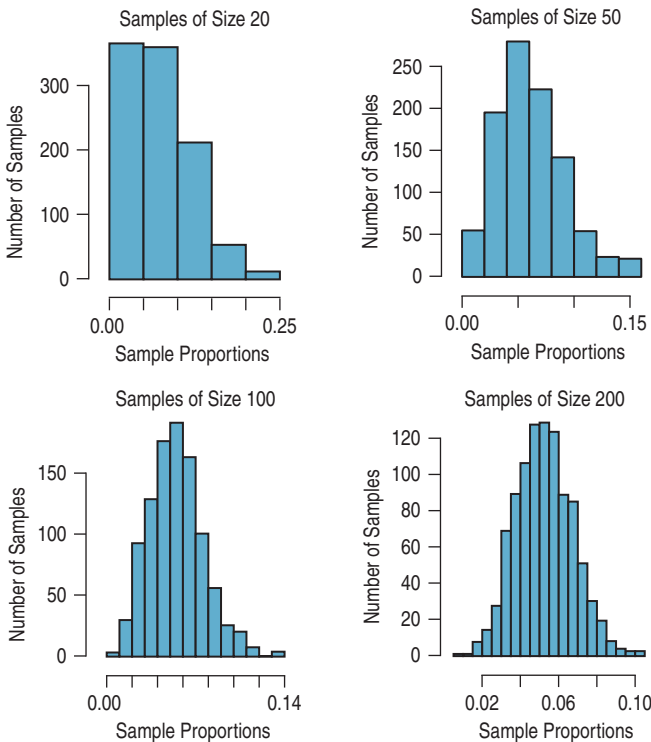 Samples of Size 20
Number of Samples
300
200
100
0
0.00 0.25
Sample Proportions
Samples of Size 50
Number of Samples
250
200
150
100
50
0
0.00 0.15
Sample Proportions
Samples of Size 100
Number of Samples
150
100
50
0
0.00 0.14
Sample Proportions
Samples of Size 200
Number of Samples
120
100
80
60
40
20
0
0.02 0.06 0.10
Sample Proportions